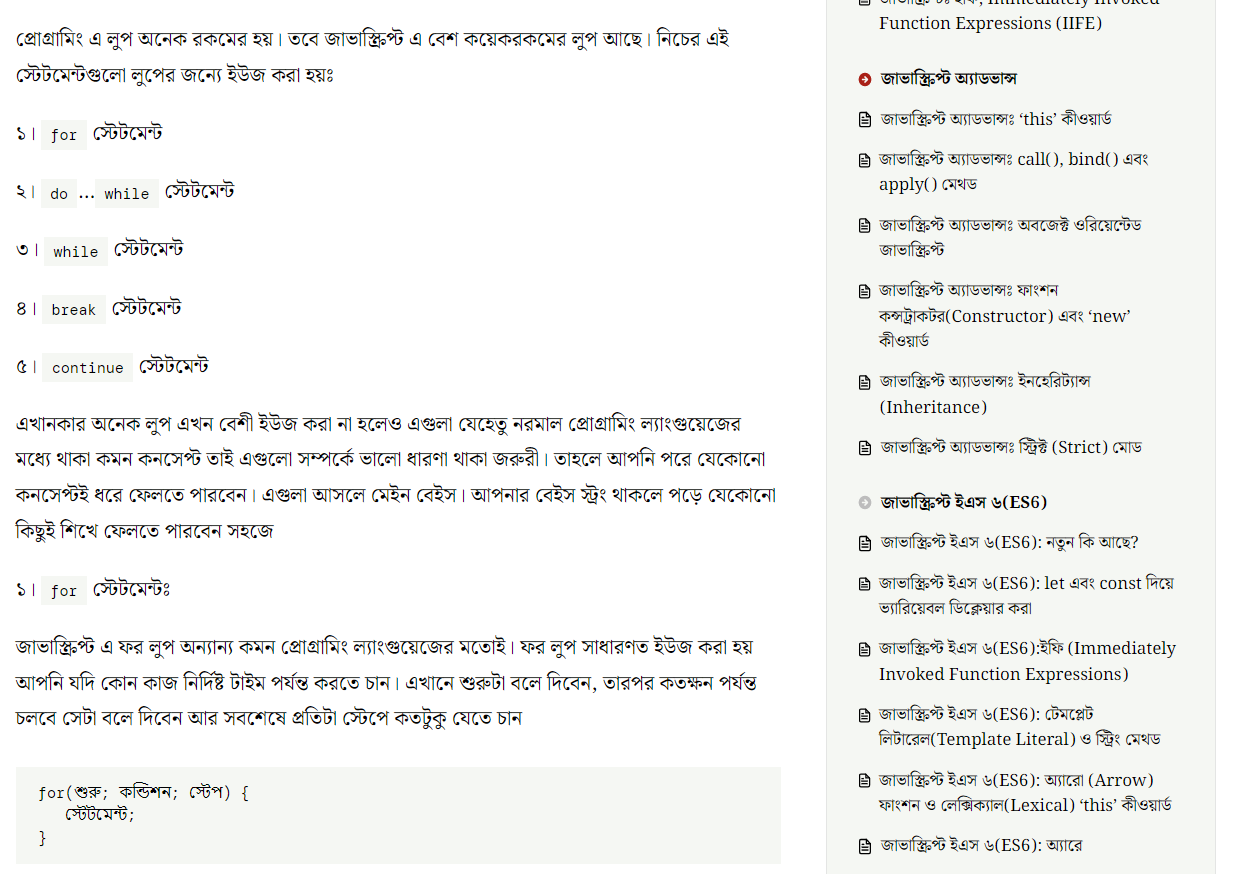 প্রোগ্রামিং এ লুপ অনেক রকমের হয়। তবে জাভাস্ক্রিপ্ট এ বেশ কয়েকরকমের লুপ আছে। নিচের এই
স্টেটমেন্টগুলো লুপের জন্যে ইউজ করা হয়ঃ
১। for স্টেটমেন্ট
২। do ... while স্টেটমেন্ট
৩। while স্টেটমেন্ট
৪। break স্টেটমেন্ট
৫। continue স্টেটমেন্ট
এখানকার অনেক লুপ এখন বেশী ইউজ করা না হলেও এগুলা যেহেতু নরমাল প্রোগ্রামিং ল্যাংগুয়েজের
মধ্যে থাকা কমন কনসেপ্ট তাই এগুলো সম্পর্কে ভালো ধারণা থাকা জরুরী। তাহলে আপনি পরে যেকোনো
কনসেপ্টই ধরে ফেলতে পারবেন। এগুলা আসলে মেইন বেইস। আপনার বেইস স্ট্রং থাকলে পড়ে যেকোনো
কিছুই শিখে ফেলতে পারবেন সহজে
১। for স্টেটমেন্টঃ
জাভাস্ক্রিপ্ট এ ফর লুপ অন্যান্য কমন প্রোগ্রামিং ল্যাংগুয়েজের মতোই। ফর লুপ সাধারণত ইউজ করা হয়
আপনি যদি কোন কাজ নির্দিষ্ট টাইম পর্যন্ত করতে চান। এখানে শুরুটা বলে দিবেন, তারপর কতক্ষন পর্যন্ত
চলবে সেটা বলে দিবেন আর সবশেষে প্রতিটা স্টেপে কতটুকু যেতে চান
for(শুরু; কন্ডিশন; স্টেপ) {
স্টেটমেন্ট;
}
জাভাস্ক্রিপ্টঃ ইফি, Immediately Invoked
Function Expressions (IIFE)
জাভাস্ক্রিপ্ট অ্যাডভান্স
জাভাস্ক্রিপ্ট অ্যাডভান্সঃ ‘this’ কীওয়ার্ড
জাভাস্ক্রিপ্ট অ্যাডভান্সঃ call(), bind() এবং
apply() মেথড
জাভাস্ক্রিপ্ট অ্যাডভান্সঃ অবজেক্ট ওরিয়েন্টেড
জাভাস্ক্রিপ্ট
জাভাস্ক্রিপ্ট অ্যাডভান্সঃ ফাংশন
কন্সট্রাকটর(Constructor) এবং ‘new’
কীওয়ার্ড
জাভাস্ক্রিপ্ট অ্যাডভান্সঃ ইনহেরিট্যান্স
(Inheritance)
জাভাস্ক্রিপ্ট অ্যাডভান্সঃ স্ট্রিক্ট (Strict) মোড
জাভাস্ক্রিপ্ট ইএস ৬(ES6)
জাভাস্ক্রিপ্ট ইএস ৬(ES6): নতুন কি আছে?
জাভাস্ক্রিপ্ট ইএস ৬(ES6): let এবং const দিয়ে
ভ্যারিয়েবল ডিক্লেয়ার করা
জাভাস্ক্রিপ্ট ইএস ৬(ES6):ইফি (Immediately
Invoked Function Expressions)
জাভাস্ক্রিপ্ট ইএস ৬(ES6): টেমপ্লেট
লিটারেল(Template Literal) ও স্ট্রিং মেথড
জাভাস্ক্রিপ্ট ইএস ৬(ES6): অ্যারো (Arrow)
ফাংশন ও লেক্সিক্যাল(Lexical) ‘this’ কীওয়ার্ড
জাভাস্ক্রিপ্ট ইএস ৬(ES6): অ্যারে